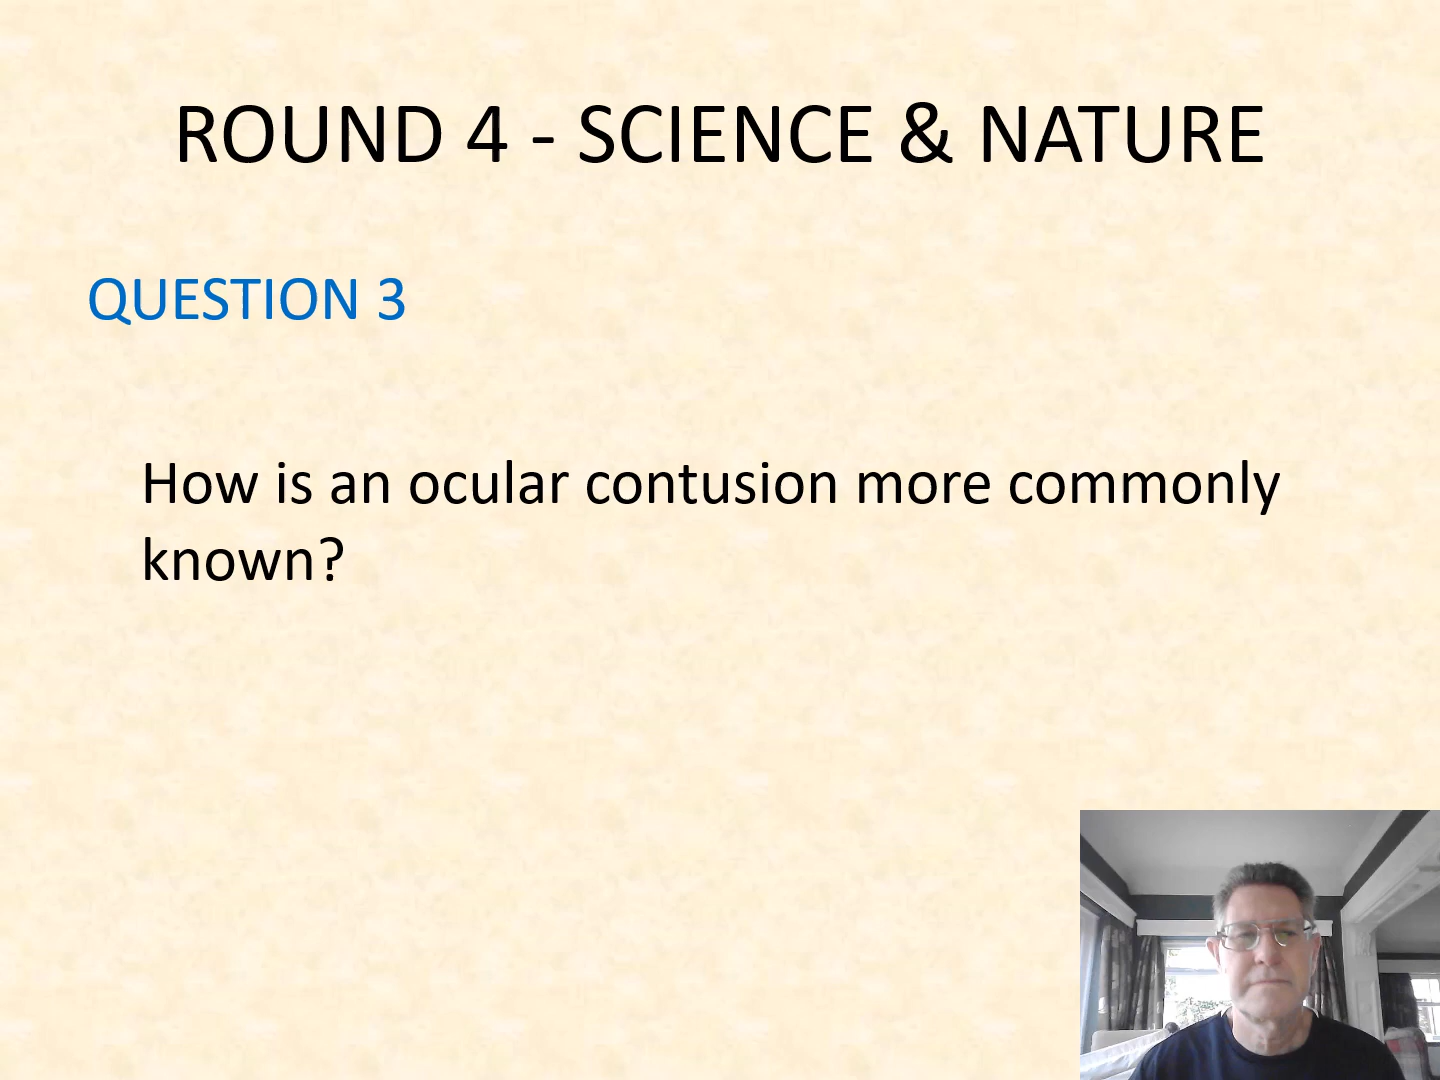 ROUND 4 - SCIENCE & NATURE
QUESTION 3
How is an ocular contusion more commonly
known?